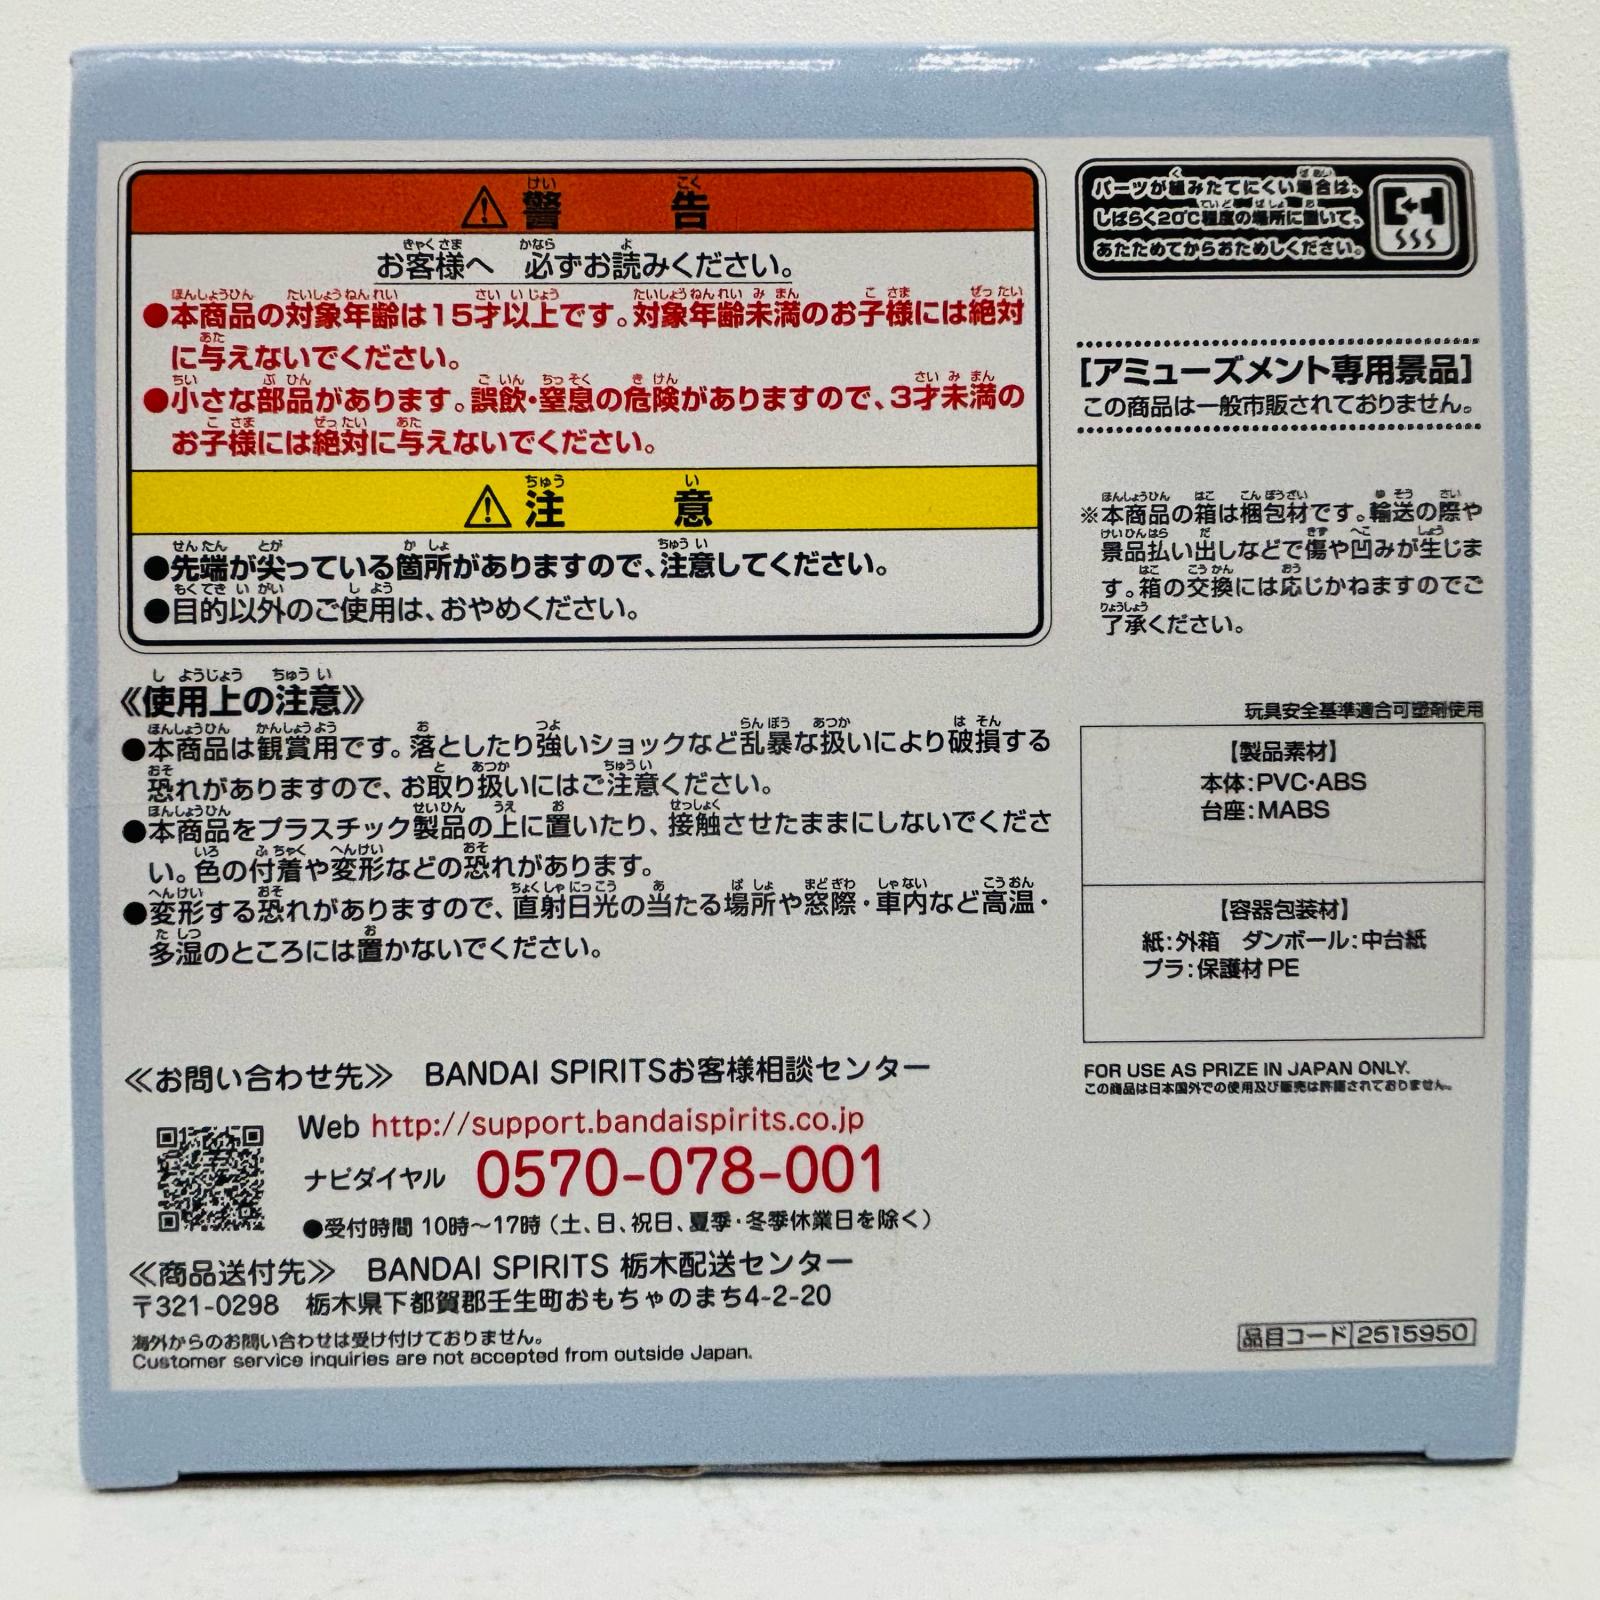 ⚠警告
お客様へ 必ずお読みください。
●本商品の対象年齢は15才以上です。対象年齢未満のお子様には絶対
に与えないでください。
●小さな部品があります。誤飲・窒息の危険がありますので、3才未満の
お子様には絶対に与えないでください。
⚠注意
●先端が尖っている箇所がありますので、注意してください。
●目的以外のご使用は、おやめください。
《使用上の注意》
●本商品は観賞用です。落としたり強いショックなど乱暴な扱いにより破損する
恐れがありますので、お取り扱いにはご注意ください。
●本商品をプラスチック製品の上に置いたり、接触させたままにしないでくださ
い。色の付着や変形などの恐れがあります。
●変形する恐れがありますので、直射日光の当たる場所や窓際・車内など高温・
多湿のところには置かないでください。
≪お問い合わせ先≫ BANDAI SPIRITSお客様相談センター
Web http://support.bandaispirits.co.jp
ナビダイヤル 0570-078-001
●受付時間 10時〜17時（土、日、祝日、夏季・冬季休業日を除く）
≪商品送付先≫ BANDAI SPIRITS 栃木配送センター
〒321-0298 栃木県下都賀郡壬生町おもちゃのまち4-2-20
海外からのお問い合わせは受け付けておりません。
Customer service inquiries are not accepted from outside Japan.
パーツが組みたてにくい場合は、
しばらく20℃程度の場所に置いて、
あたためてからおためしください。
[アミューズメント専用景品]
この商品は一般市販されておりません。
※本商品の箱は梱包材です。輸送の際や
景品払い出しなどで傷や凹みが生じま
す。箱の交換には応じかねますのでご
了承ください。
玩具安全基準適合可塑剤使用
【製品素材】
本体:PVC・ABS
台座:MABS
【容器包装材】
紙:外箱 ダンボール:中台紙
プラ:保護材 PE
FOR USE AS PRIZE IN JAPAN ONLY.
この商品は日本国外での使用及び販売は許諾されておりません。
品目コード 2515950